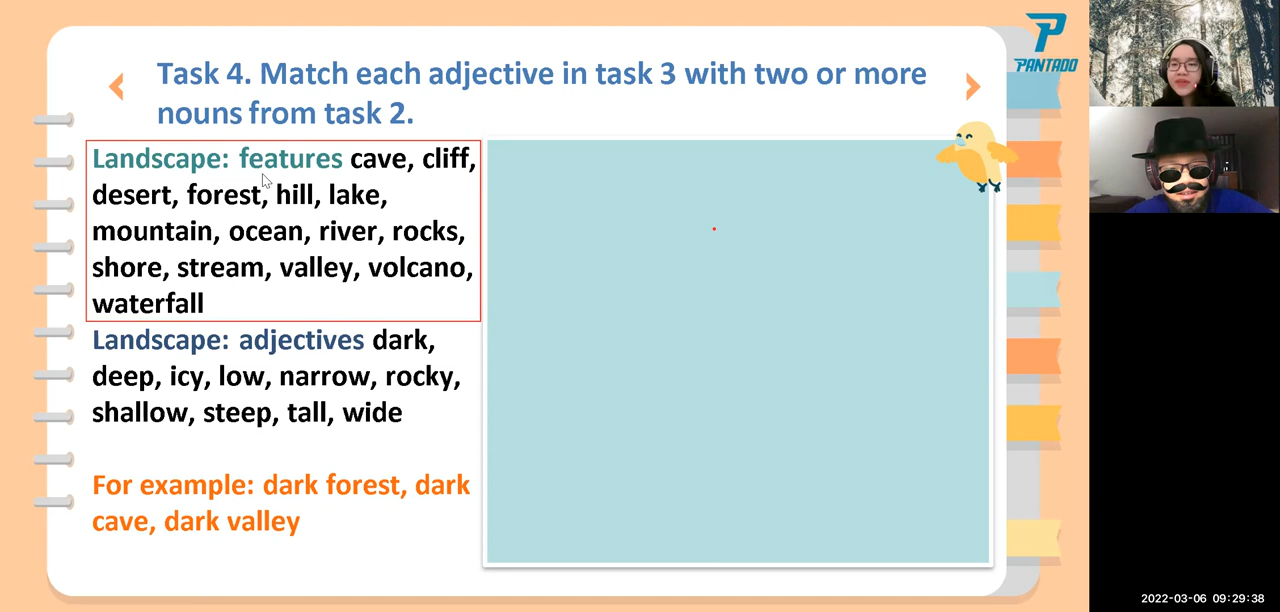 Task 4. Match each adjective in task 3 with two or more
nouns from task 2.
PANTADO
Landscape: features cave, cliff,
desert, forest, hill, lake,
mountain, ocean, river, rocks,
shore, stream, valley, volcano,
waterfall
Landscape: adjectives dark,
deep, icy, low, narrow, rocky,
shallow, steep, tall, wide
For example: dark forest, dark
cave, dark valley
2022-03-06 09:29:38